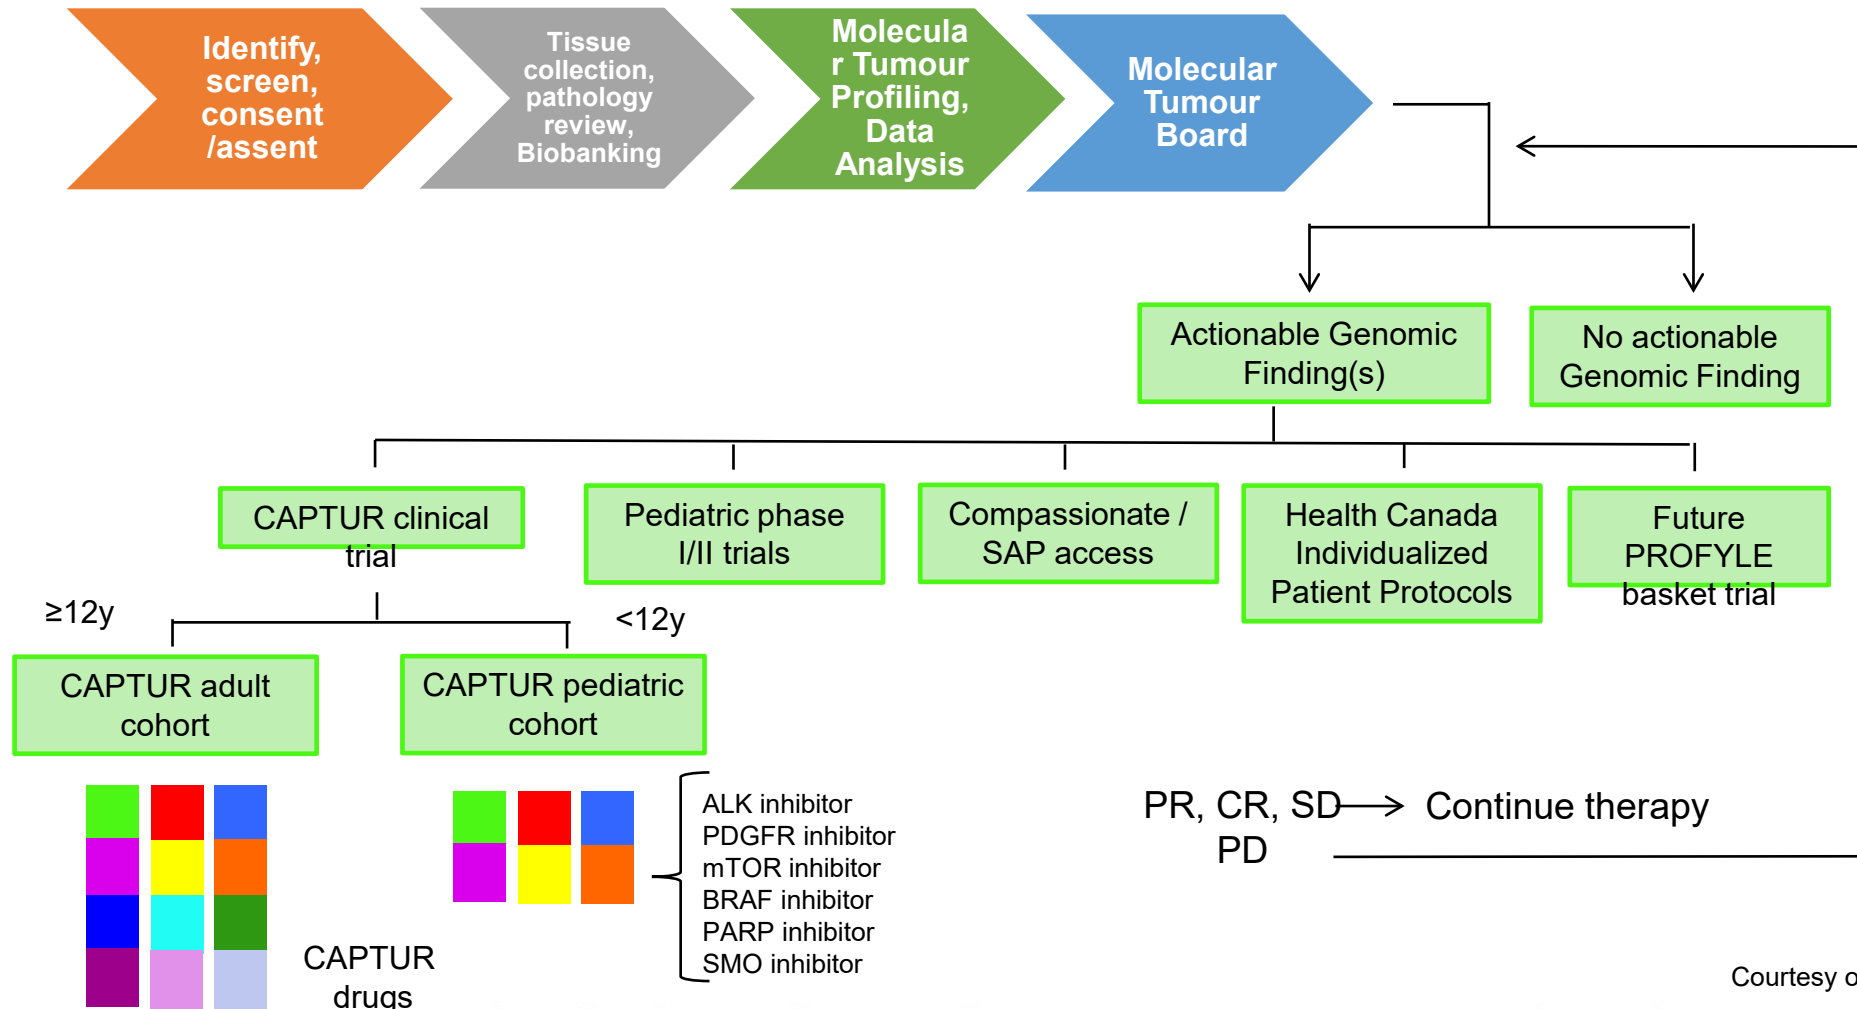 Identify,
screen,
consent
/assent
Tissue
collection,
pathology
review,
Biobanking
Molecula
r Tumour
Profiling,
Data
Analysis
Molecular
Tumour
Board
Actionable Genomic
Finding(s)
No actionable
Genomic Finding
CAPTUR clinical
trial
Pediatric phase
I/II trials
Compassionate /
SAP access
Health Canada
Individualized
Patient Protocols
Future
PROFYLE
basket trial
≥12y
<12y
CAPTUR adult
cohort
CAPTUR pediatric
cohort
ALK inhibitor
PDGFR inhibitor
mTOR inhibitor
BRAF inhibitor
PARP inhibitor
SMO inhibitor
CAPTUR
drugs
PR, CR, SD
Continue therapy
PD
Courtesy o